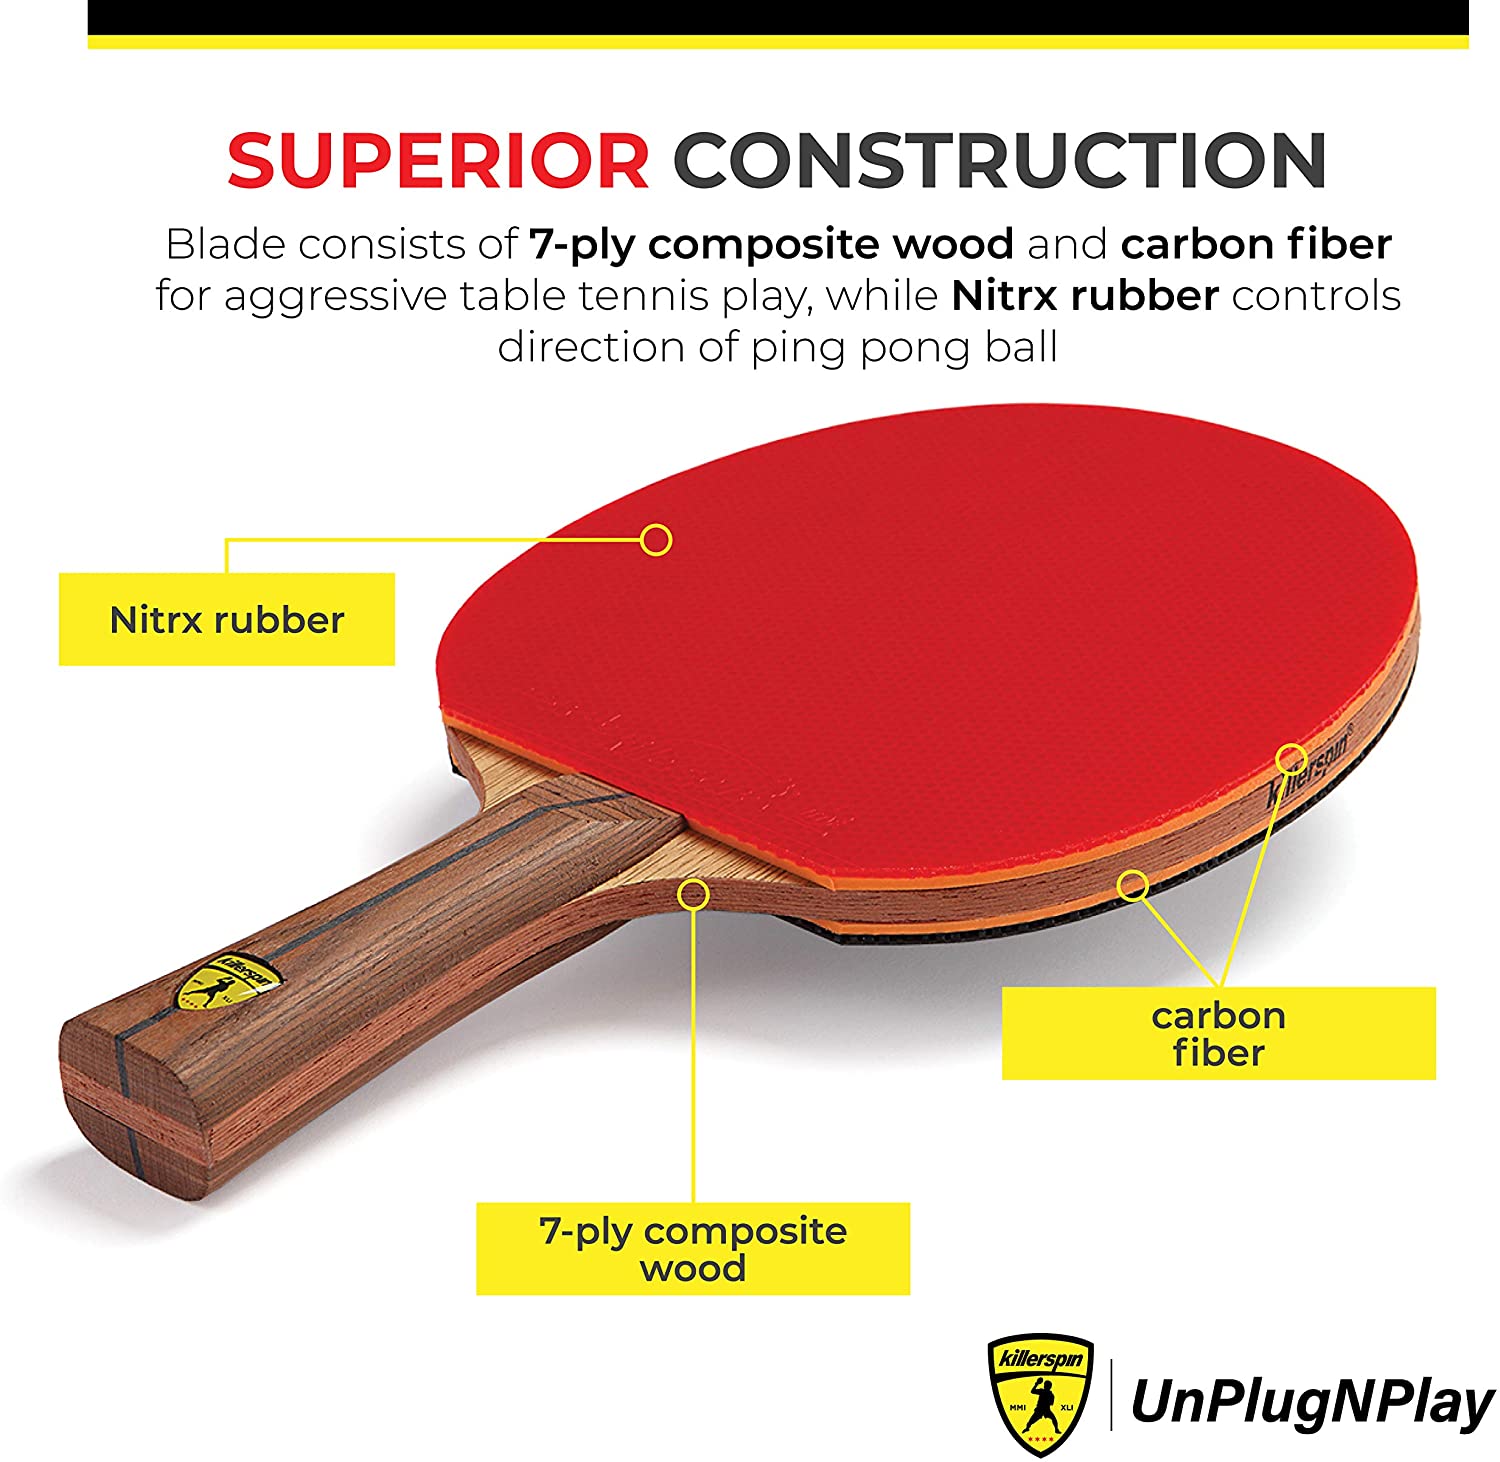 SUPERIOR CONSTRUCTION
Blade consists of 7-ply composite wood and carbon fiber
for aggressive table tennis play, while Nitrx rubber controls
direction of ping pong ball
Nitrx rubber
killerspin®
killerspin
MMI XLI
carbon
fiber
7-ply composite
wood
killerspin
MMI XLI
UnPlugNPlay